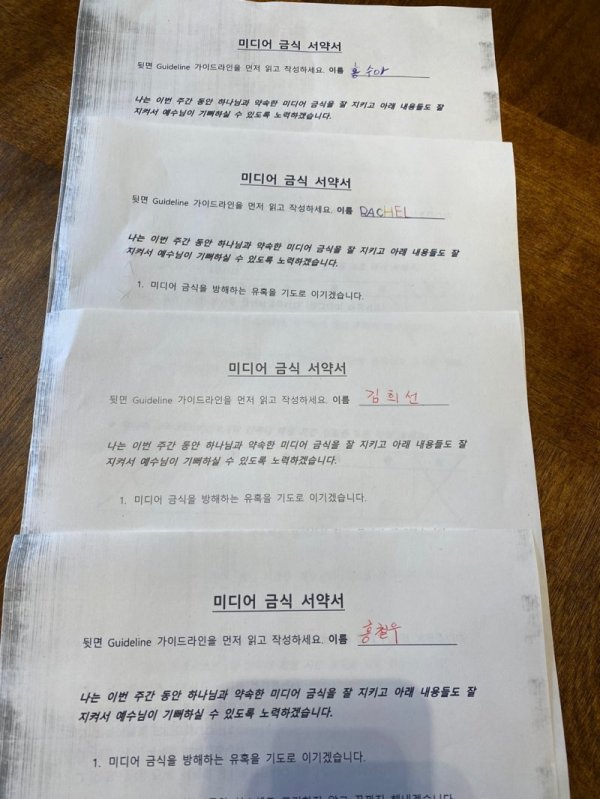 미디어 금식 서약서
뒷면 Guideline 가이드라인을 먼저 읽고 작성하세요. 이름 홍 수아
나는 이번 주간 동안 하나님과 약속한 미디어 금식을 잘 지키고 아래 내용들도 잘
지켜서 예수님이 기뻐하실 수 있도록 노력하겠습니다.
미디어 금식 서약서
뒷면 Guideline 가이드라인을 먼저 읽고 작성하세요. 이름 RACHEL
나는 이번 주간 동안 하나님과 약속한 미디어 금식을 잘 지키고 아래 내용들도 잘
지켜서 예수님이 기뻐하실 수 있도록 노력하겠습니다.
1. 미디어 금식을 방해하는 유혹을 기도로 이기겠습니다.
미디어 금식 서약서
뒷면 Guideline 가이드라인을 먼저 읽고 작성하세요. 이름 김희선
나는 이번 주간 동안 하나님과 약속한 미디어 금식을 잘 지키고 아래 내용들도 잘
지켜서 예수님이 기뻐하실 수 있도록 노력하겠습니다.
1. 미디어 금식을 방해하는 유혹을 기도로 이기겠습니다.
미디어 금식 서약서
뒷면 Guideline 가이드라인을 먼저 읽고 작성하세요. 이름 홍철우
나는 이번 주간 동안 하나님과 약속한 미디어 금식을 잘 지키고 아래 내용들도 잘
지켜서 예수님이 기뻐하실 수 있도록 노력하겠습니다.
1. 미디어 금식을 방해하는 유혹을 기도로 이기겠습니다.